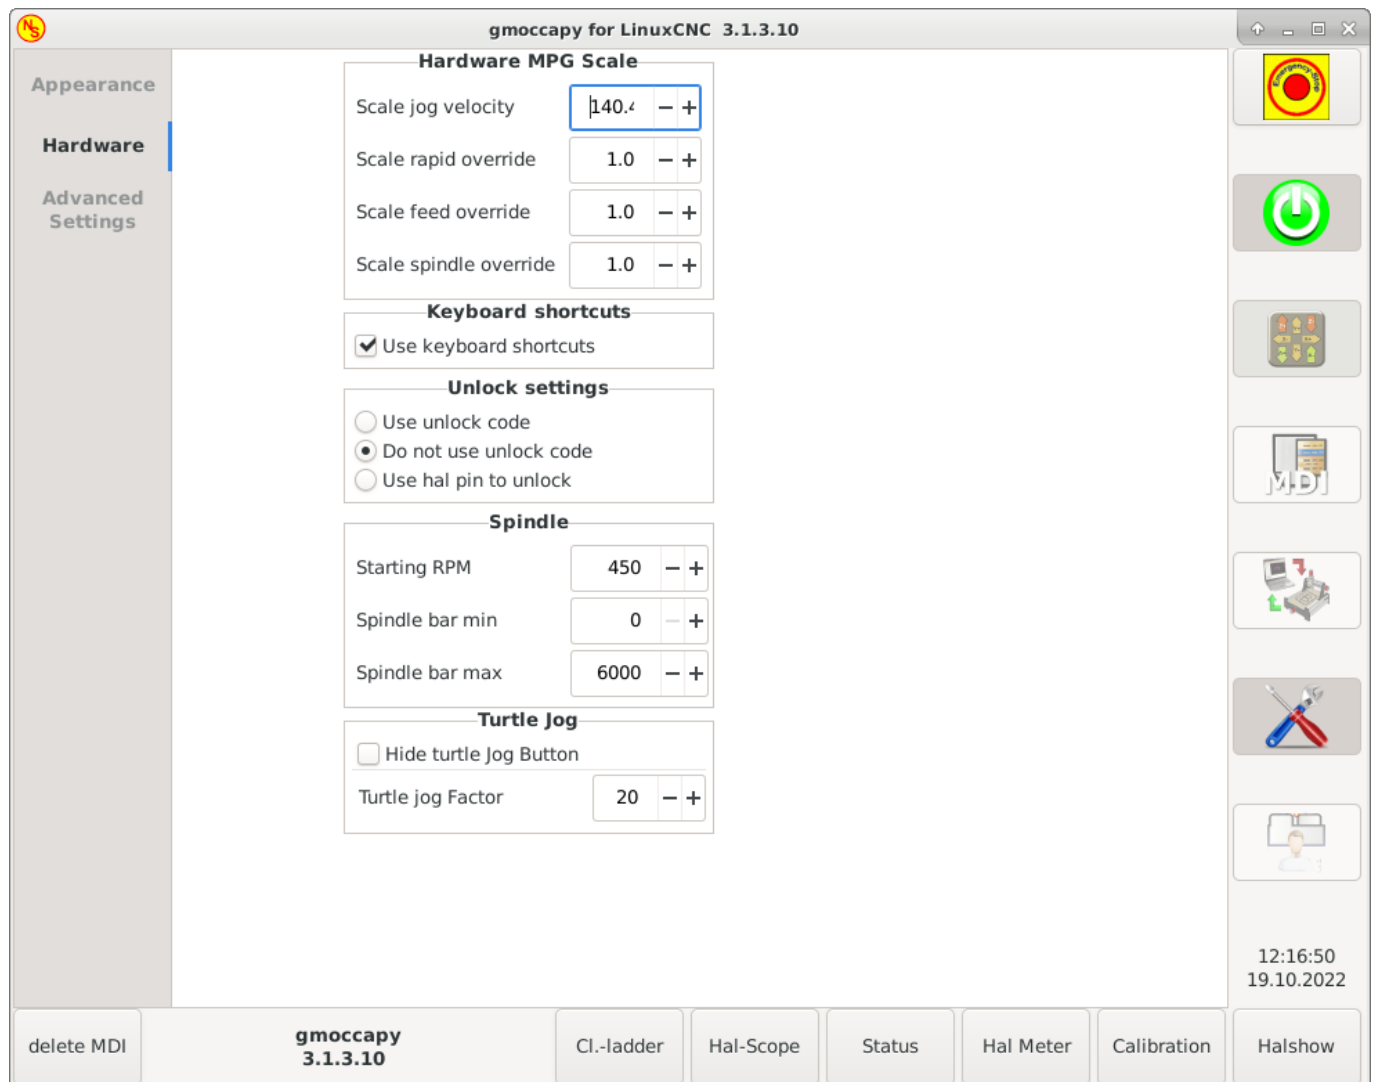 gmoccapy for LinuxCNC 3.1.3.10
Appearance
Hardware
Advanced
Settings
Hardware MPG Scale
Scale jog velocity
Scale rapid override 1.0
Scale feed override 1.0
Scale spindle override 1.0
Keyboard shortcuts
Use keyboard shortcuts
Unlock settings
Use unlock code
Do not use unlock code
Use hal pin to unlock
Spindle
Starting RPM 450
Spindle bar min 0
Spindle bar max 6000
Turtle Jog
Hide turtle Jog Button
Turtle jog Factor 20
Emergency-Stop
MDI
12:16:50
19.10.2022
delete MDI
gmoccapy
3.1.3.10
Cl.-ladder
Hal-Scope
Status
Hal Meter
Calibration
Halshow